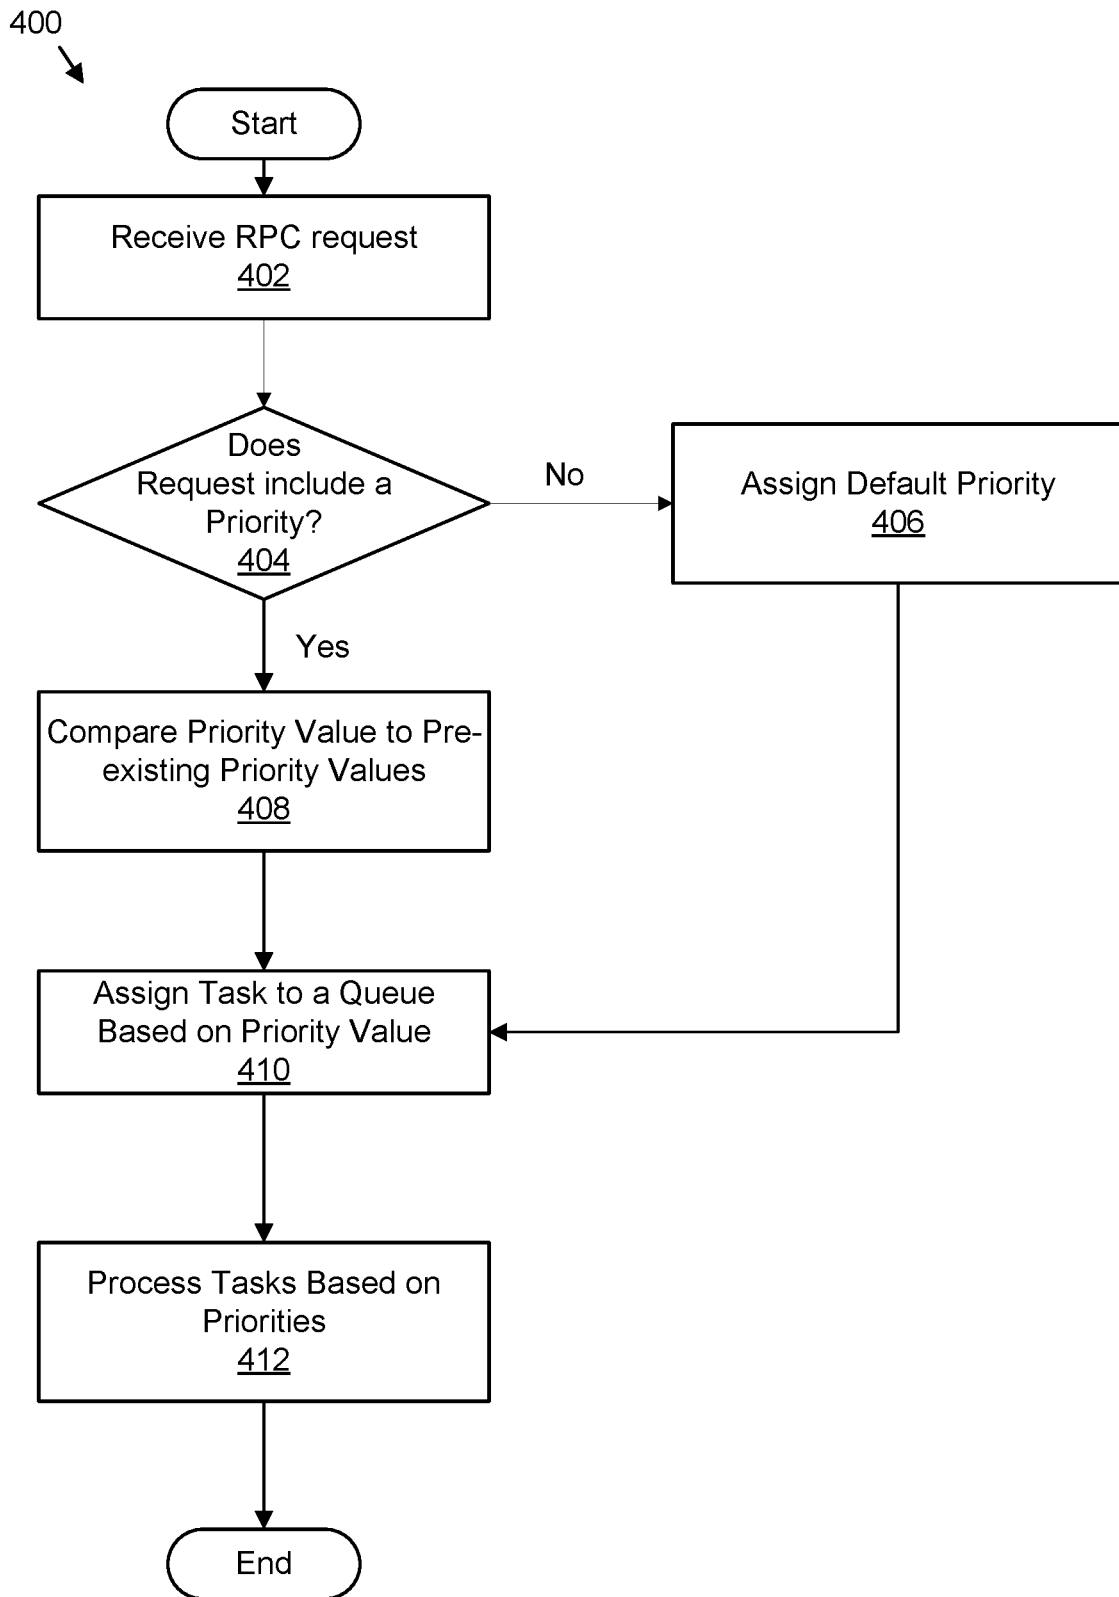 400
Start
Receive RPC request
402
Does
Request include a
Priority?
404
No
Assign Default Priority
406
Yes
Compare Priority Value to Pre-
existing Priority Values
408
Assign Task to a Queue
Based on Priority Value
410
Process Tasks Based on
Priorities
412
End